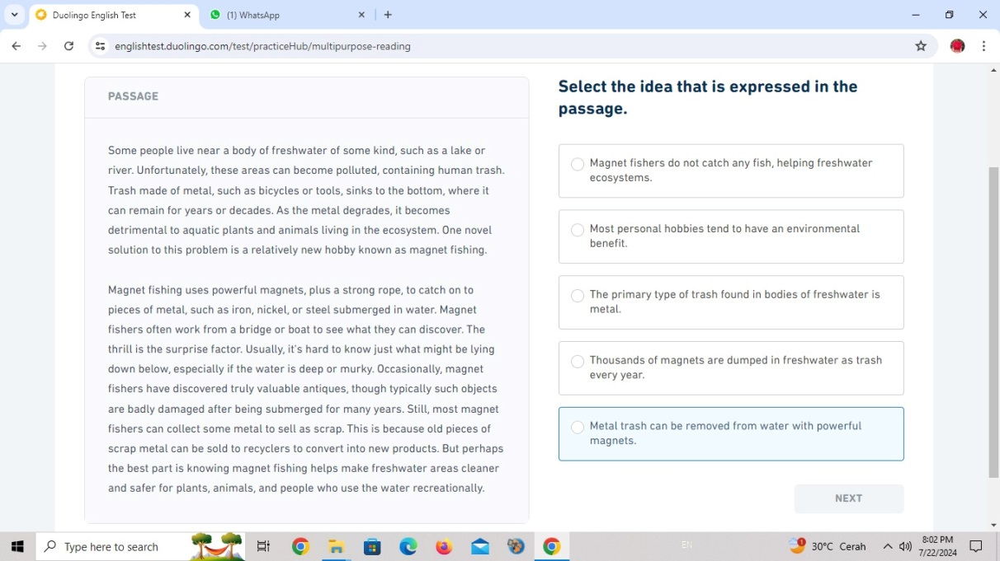 Duolingo English Test
(1) WhatsApp
englishtest.duolingo.com/test/practiceHub/multipurpose-reading
PASSAGE
Some people live near a body of freshwater of some kind, such as a lake or
river. Unfortunately, these areas can become polluted, containing human trash.
Trash made of metal, such as bicycles or tools, sinks to the bottom, where it
can remain for years or decades. As the metal degrades, it becomes
detrimental to aquatic plants and animals living in the ecosystem. One novel
solution to this problem is a relatively new hobby known as magnet fishing.
Magnet fishing uses powerful magnets, plus a strong rope, to catch on to
pieces of metal, such as iron, nickel, or steel submerged in water. Magnet
fishers often work from a bridge or boat to see what they can discover. The
thrill is the surprise factor. Usually, it's hard to know just what might be lying
down below, especially if the water is deep or murky. Occasionally, magnet
fishers have discovered truly valuable antiques, though typically such objects
are badly damaged after being submerged for many years. Still, most magnet
fishers can collect some metal to sell as scrap. This is because old pieces of
scrap metal can be sold to recyclers to convert into new products. But perhaps
the best part is knowing magnet fishing helps make freshwater areas cleaner
and safer for plants, animals, and people who use the water recreationally.
Select the idea that is expressed in the
passage.
Magnet fishers do not catch any fish, helping freshwater
ecosystems.
Most personal hobbies tend to have an environmental
benefit.
The primary type of trash found in bodies of freshwater is
metal.
Thousands of magnets are dumped in freshwater as trash
every year.
Metal trash can be removed from water with powerful
magnets.
NEXT
Type here to search
EN
30°C Cerah
8:02 PM
7/22/2024